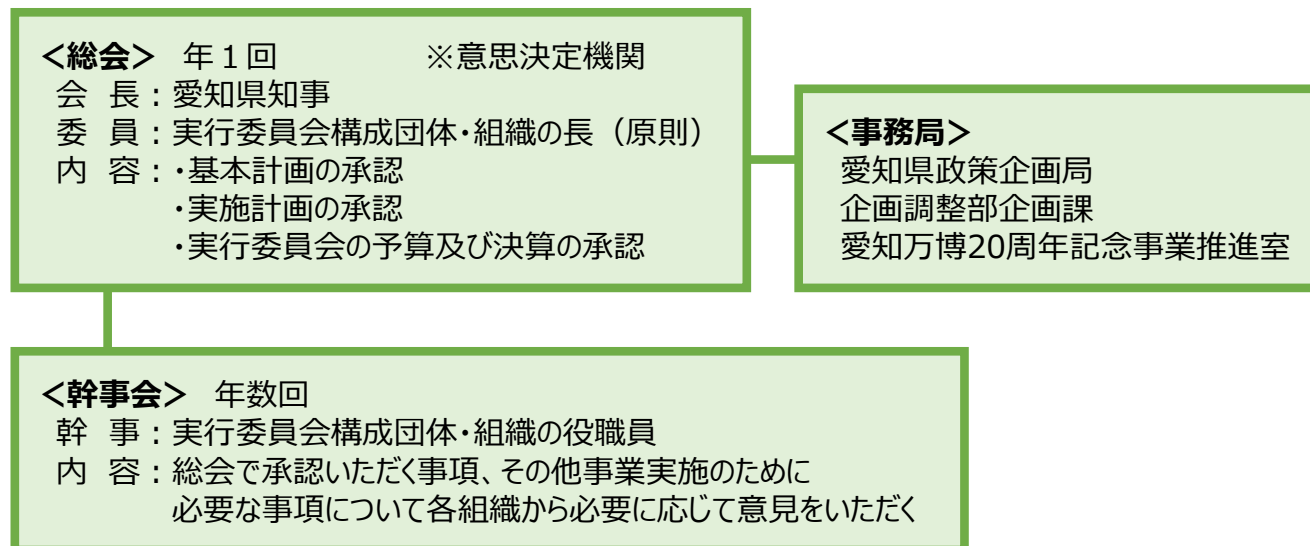 ＜総会＞ 年１回 ※意思決定機関
会 長：愛知県知事
委 員：実行委員会構成団体・組織の長（原則）
内 容：・基本計画の承認
・実施計画の承認
・実行委員会の予算及び決算の承認
＜事務局＞
愛知県政策企画局
企画調整部企画課
愛知万博20周年記念事業推進室
＜幹事会＞ 年数回
幹 事：実行委員会構成団体・組織の役職員
内 容：総会で承認いただく事項、その他事業実施のために
必要な事項について各組織から必要に応じて意見をいただく